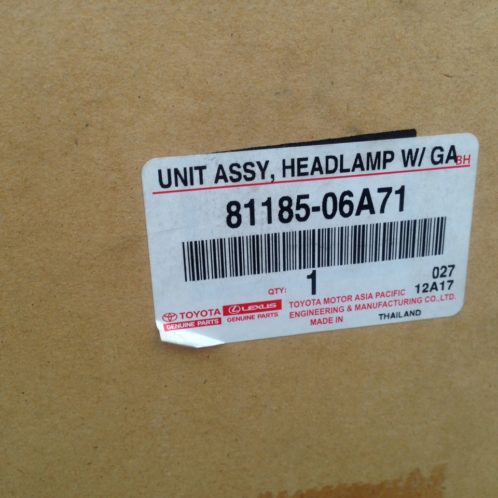 UNIT ASSY, HEADLAMP W/ GA BH
81185-06A71
QTY: 1
027
12A17
TOYOTA
GENUINE PARTS
LEXUS
GENUINE PARTS
TOYOTA MOTOR ASIA PACIFIC
ENGINEERING & MANUFACTURING CO.,LTD.
MADE IN THAILAND